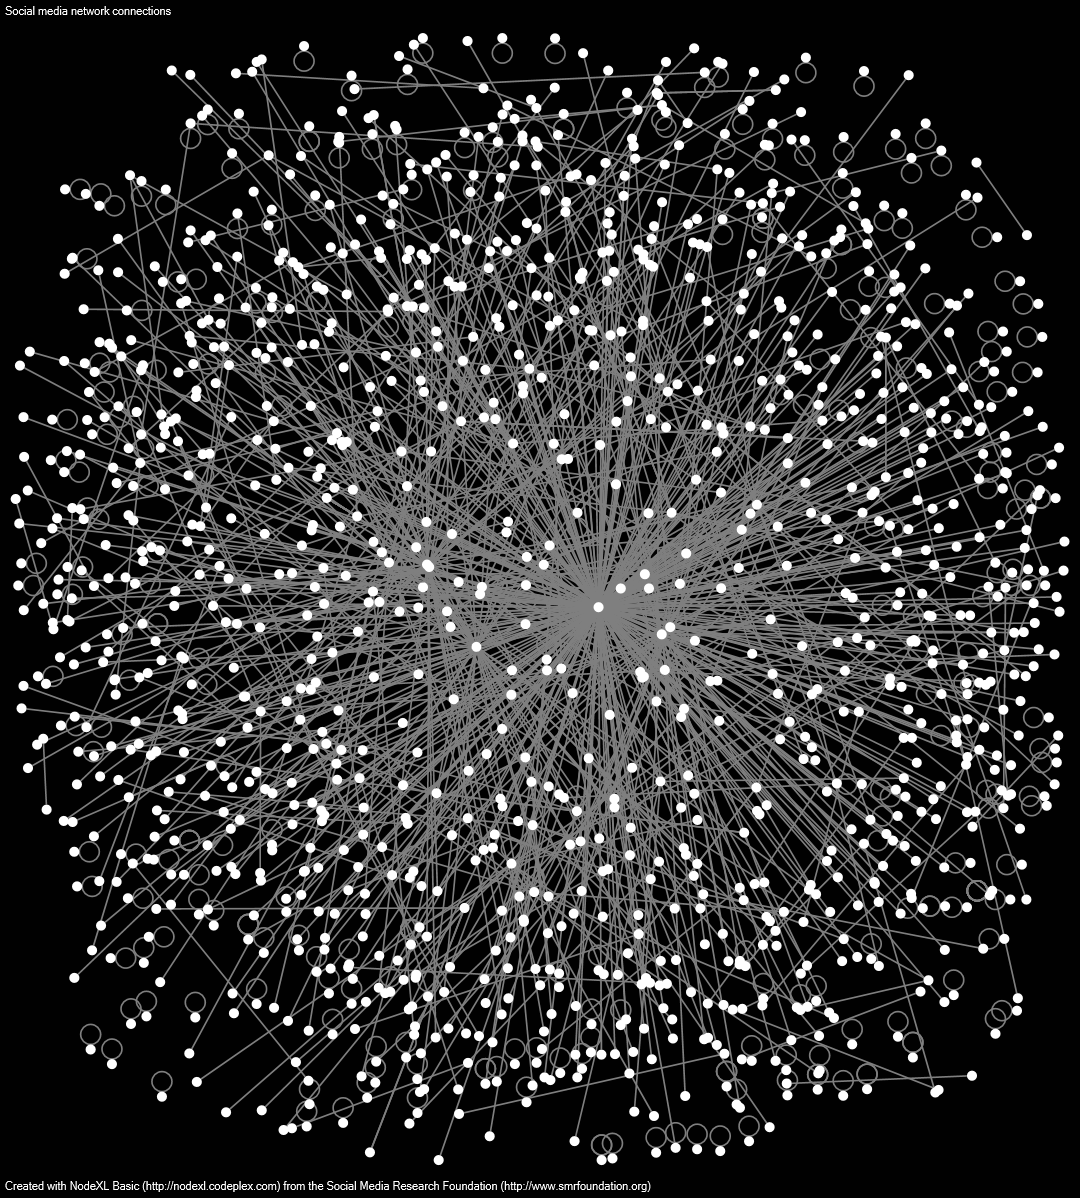 Social media network connections
Created with NodeXL Basic (http://nodexl.codeplex.com) from the Social Media Research Foundation (http://www.smrfoundation.org)